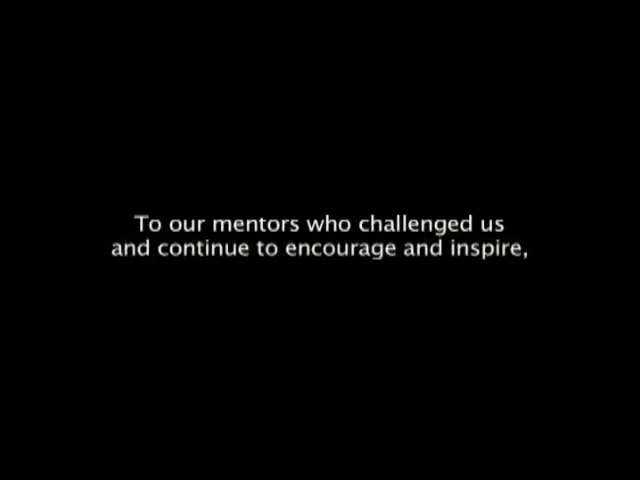 To our mentors who challenged us
and continue to encourage and inspire,